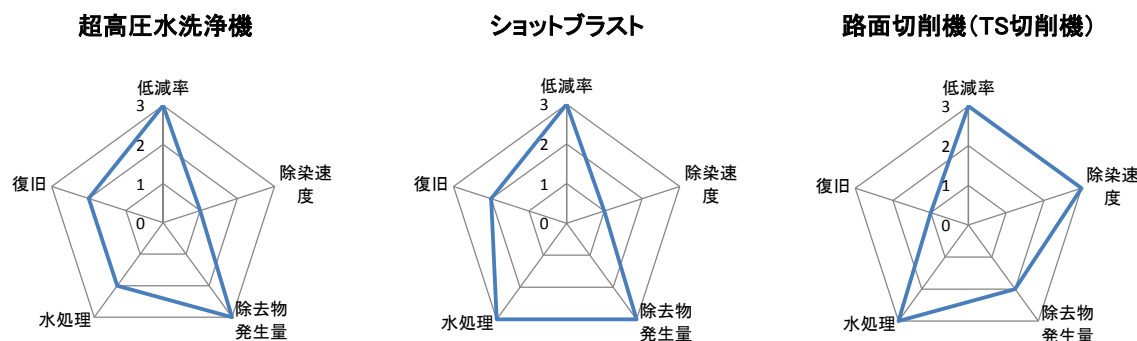 超高圧水洗浄機
低減率
3
2
1
0
除染速
度
除去物
発生量
水処理
復旧
ショットブラスト
低減率
3
2
1
0
除染速
度
除去物
発生量
水処理
復旧
路面切削機(TS切削機)
低減率
3
2
1
0
除染速
度
除去物
発生量
水処理
復旧